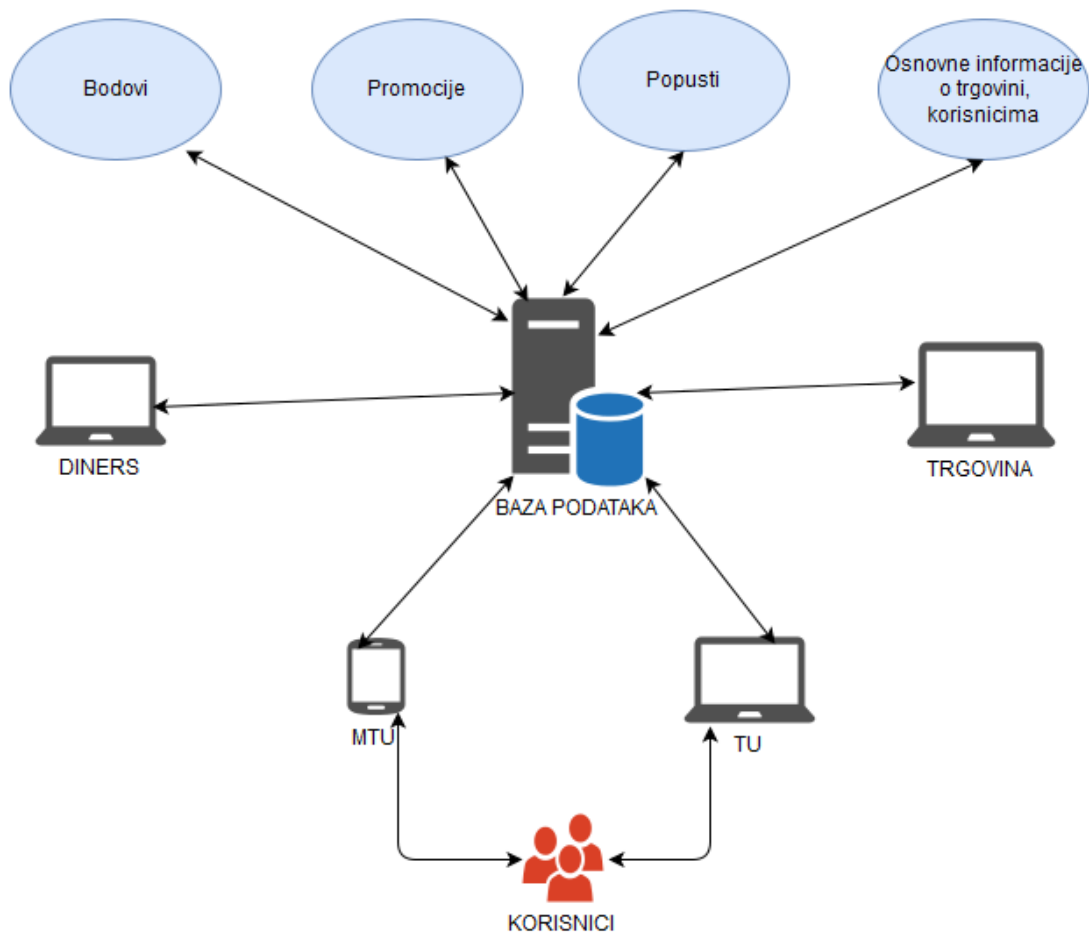 Bodovi
Promocije
Popusti
Osnovne informacije
o trgovini,
korisnicima
DINERS
TRGOVINA
BAZA PODATAKA
MTU
TU
KORISNICI